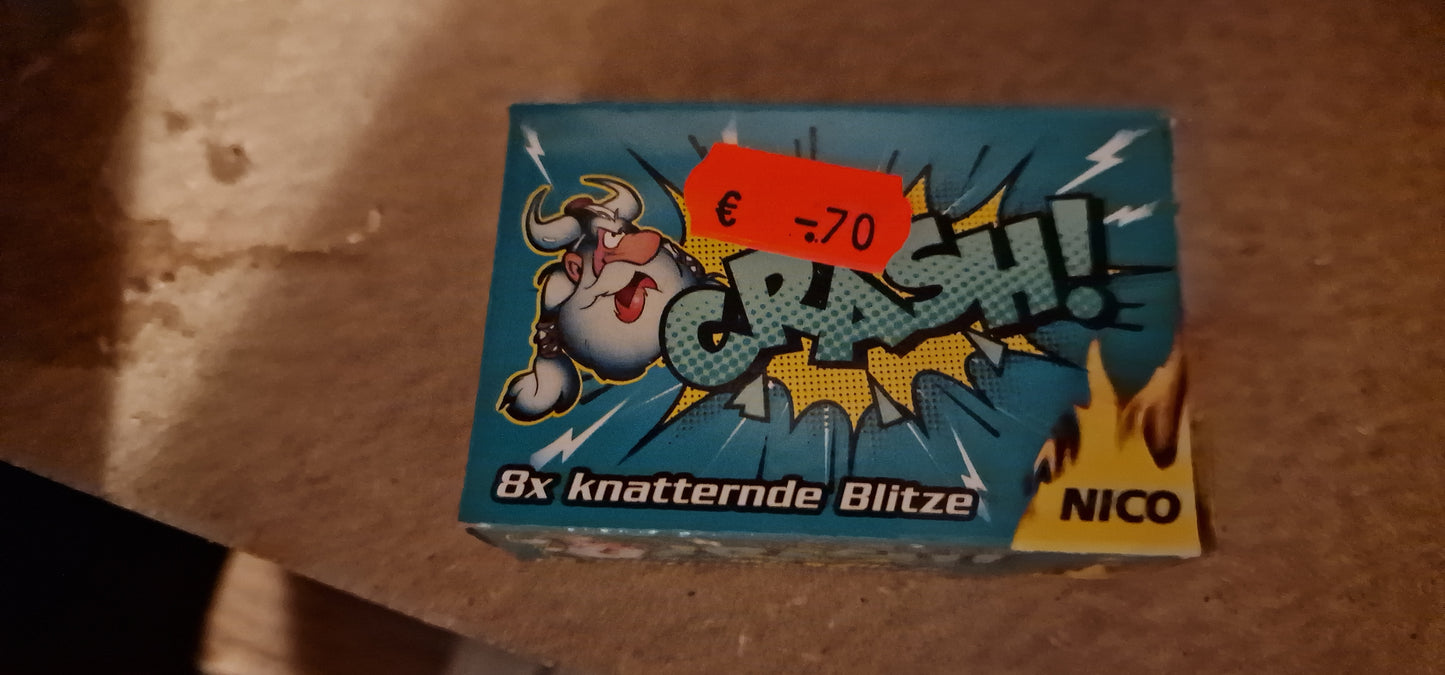 € -.70
CRASH!
8x knatternde Blitze
NICO